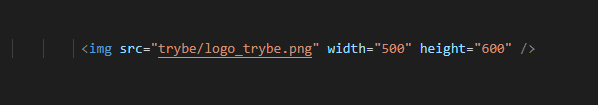 <img src="trybe/logo_trybe.png" width="500" height="600" />